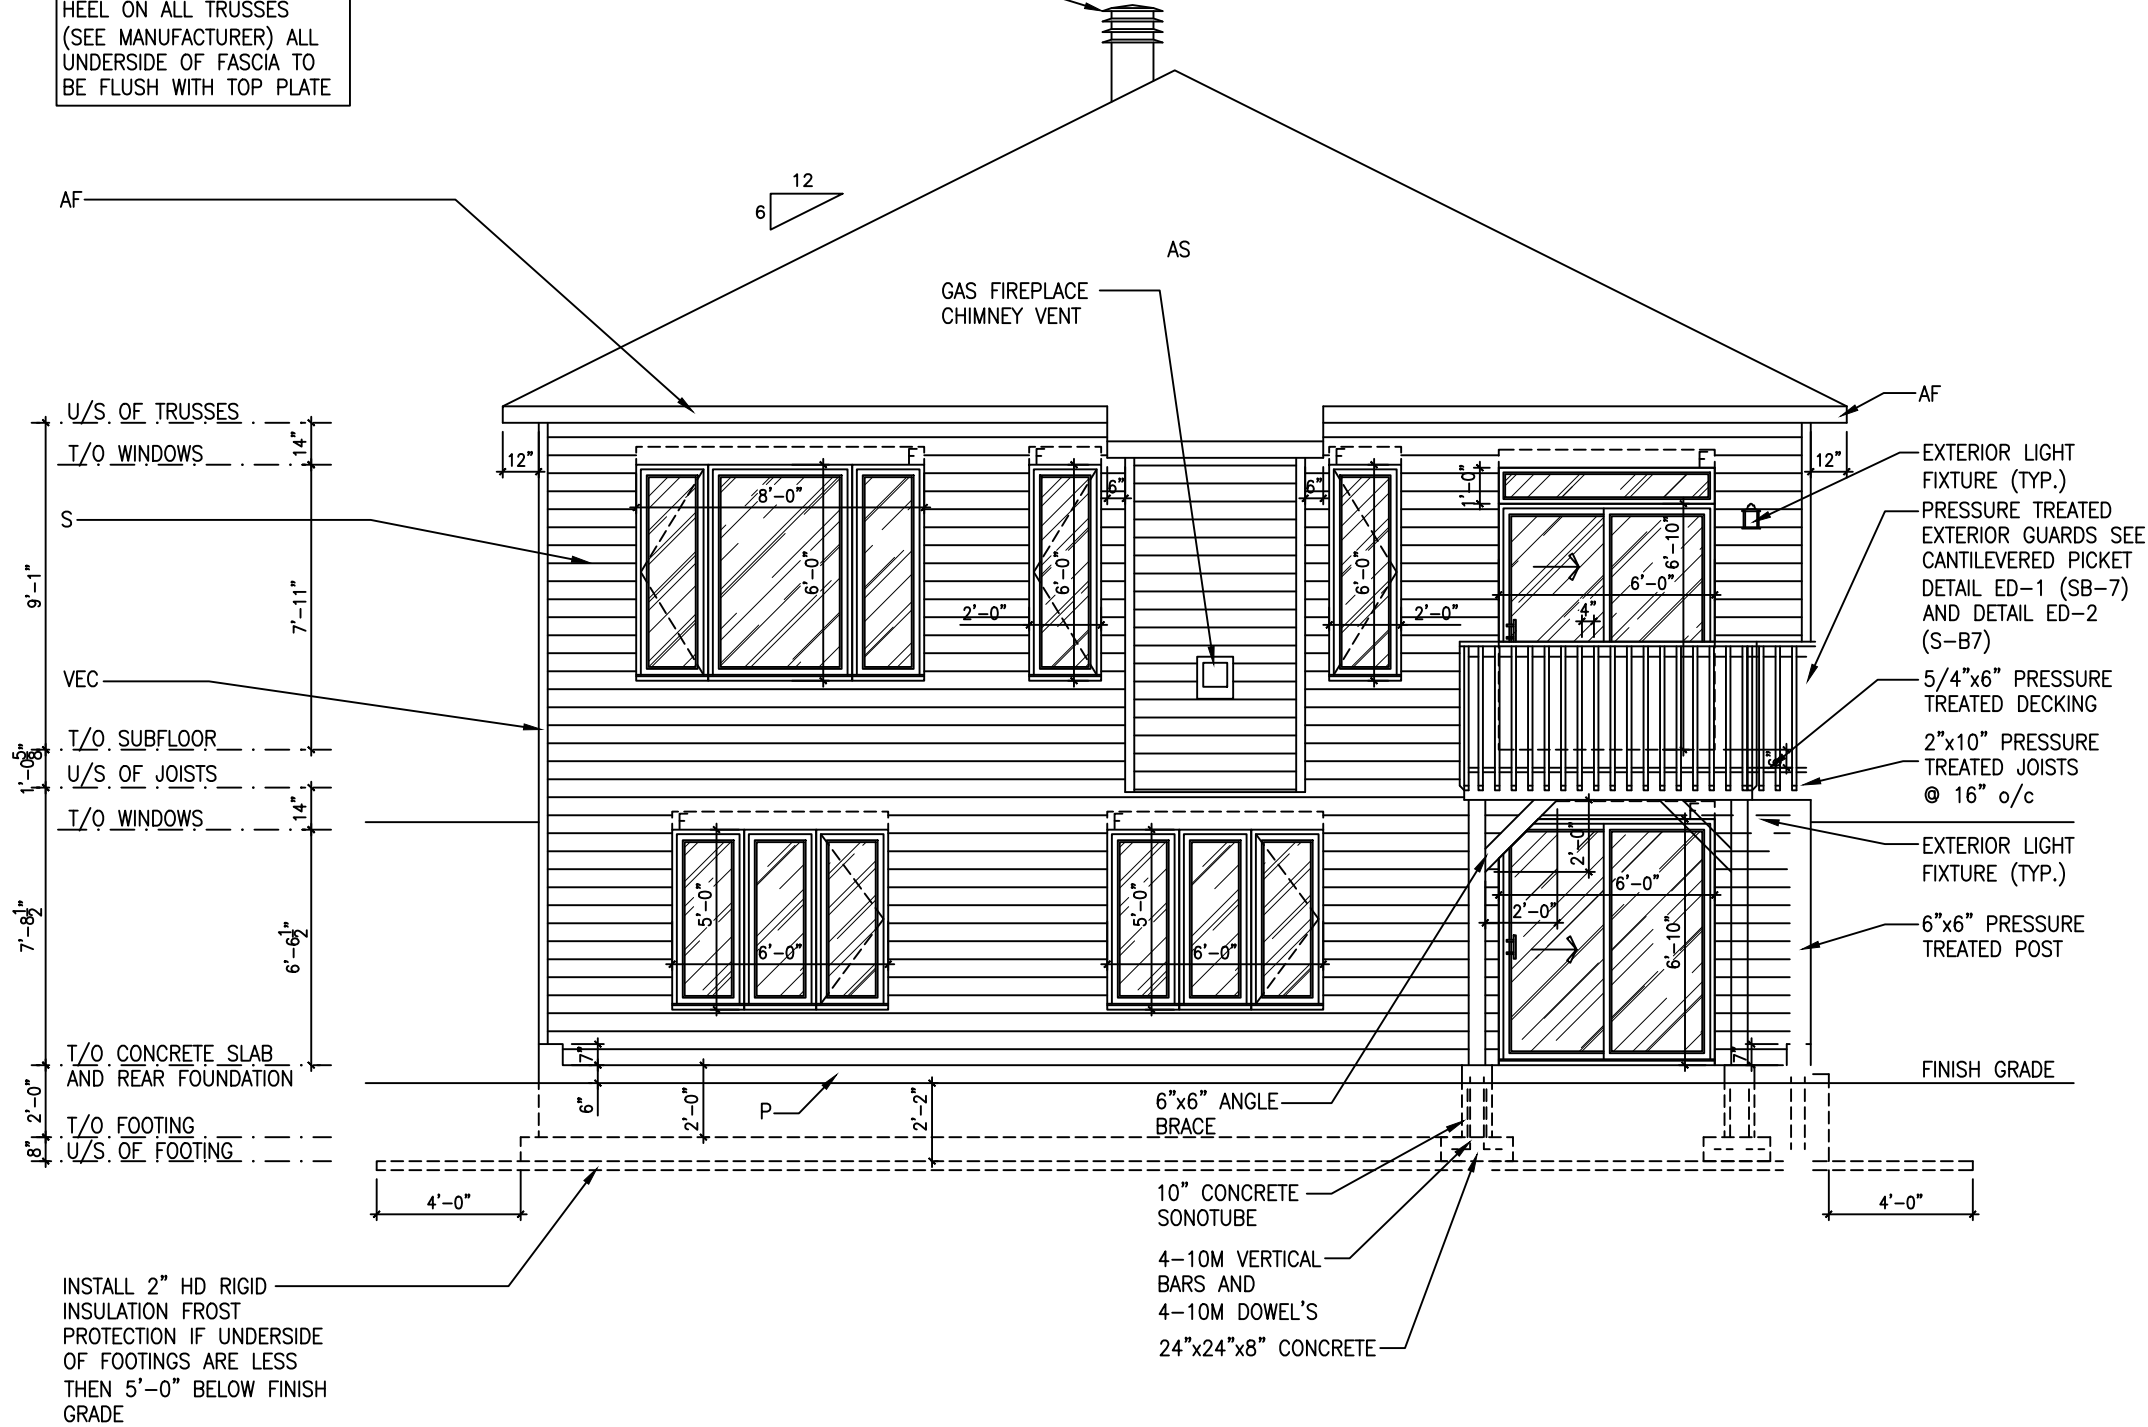 HEEL ON ALL TRUSSES
(SEE MANUFACTURER) ALL
UNDERSIDE OF FASCIA TO
BE FLUSH WITH TOP PLATE
12
6
AF
AS
GAS FIREPLACE
CHIMNEY VENT
U/S OF TRUSSES
T/O WINDOWS
S
VEC
T/O SUBFLOOR
U/S OF JOISTS
T/O WINDOWS
T/O CONCRETE SLAB
AND REAR FOUNDATION
T/O FOOTING
U/S OF FOOTING
9'-1"
1'-0 5/8"
7'-8 1/2"
2'-0"
8"
14"
7'-11"
14"
6'-6 1/2"
12"
F
8'-0"
6'-0"
F
6'-0"
2'-0"
6"
6"
F
6'-0"
2'-0"
F
1'-0"
6'-10"
6'-0"
4"
12"
6"
F
5'-0"
6'-0"
F
5'-0"
6'-0"
F
2'-0"
6'-0"
2'-0"
6'-10"
7"
7"
6"
2'-0"
2'-2"
P
4'-0"
4'-0"
AF
EXTERIOR LIGHT
FIXTURE (TYP.)
PRESSURE TREATED
EXTERIOR GUARDS SEE
CANTILEVERED PICKET
DETAIL ED-1 (SB-7)
AND DETAIL ED-2
(S-B7)
5/4"x6" PRESSURE
TREATED DECKING
2"x10" PRESSURE
TREATED JOISTS
@ 16" o/c
EXTERIOR LIGHT
FIXTURE (TYP.)
6"x6" PRESSURE
TREATED POST
FINISH GRADE
6"x6" ANGLE
BRACE
10" CONCRETE
SONOTUBE
4-10M VERTICAL
BARS AND
4-10M DOWEL'S
24"x24"x8" CONCRETE
INSTALL 2" HD RIGID
INSULATION FROST
PROTECTION IF UNDERSIDE
OF FOOTINGS ARE LESS
THEN 5'-0" BELOW FINISH
GRADE